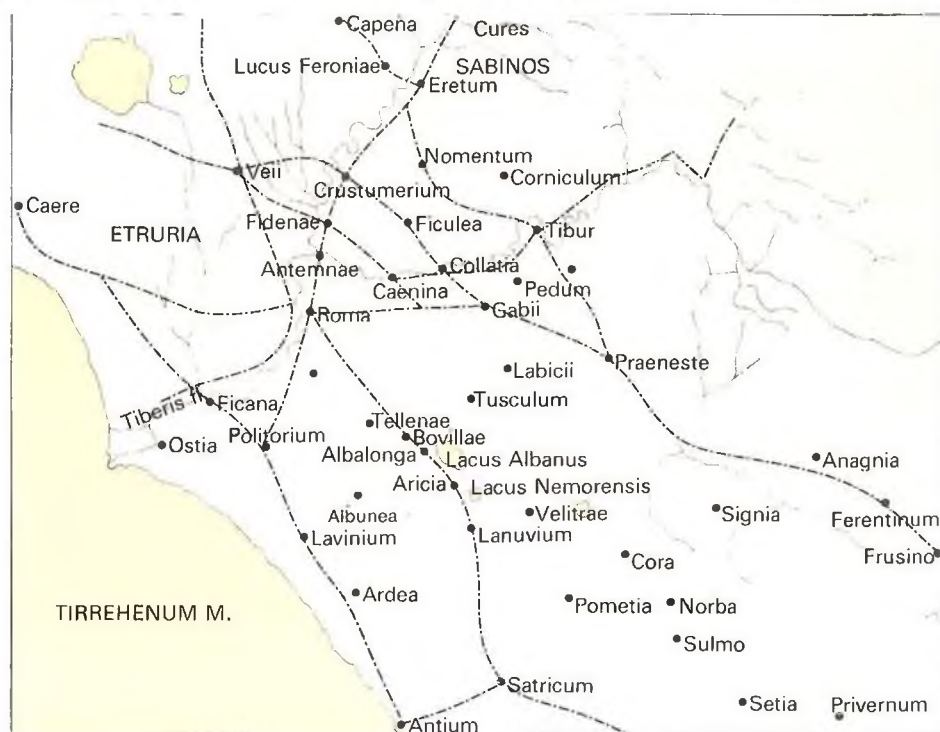 Capena
Cures
Lucus Feroniae
SABINOS
Eretum
Nomentum
Veii
Corniculum
Crustumerium
Caere
Fidenae
Ficulea
Tibur
ETRURIA
Antemnae
Collatia
Caenina
Pedum
Roma
Gabii
Praeneste
Labicii
Tusculum
Tiberis fl.
Ficana
Tellenae
Politorium
Bovillae
Ostia
Albalonga
Lacus Albanus
Anagnia
Aricia
Lacus Nemorensis
Albunea
Velitrae
Signia
Ferentinum
Lavinium
Lanuvium
Frusino
Cora
Ardea
Pometia
Norba
TIRREHENUM M.
Sulmo
Satricum
Setia
Privernum
Antium